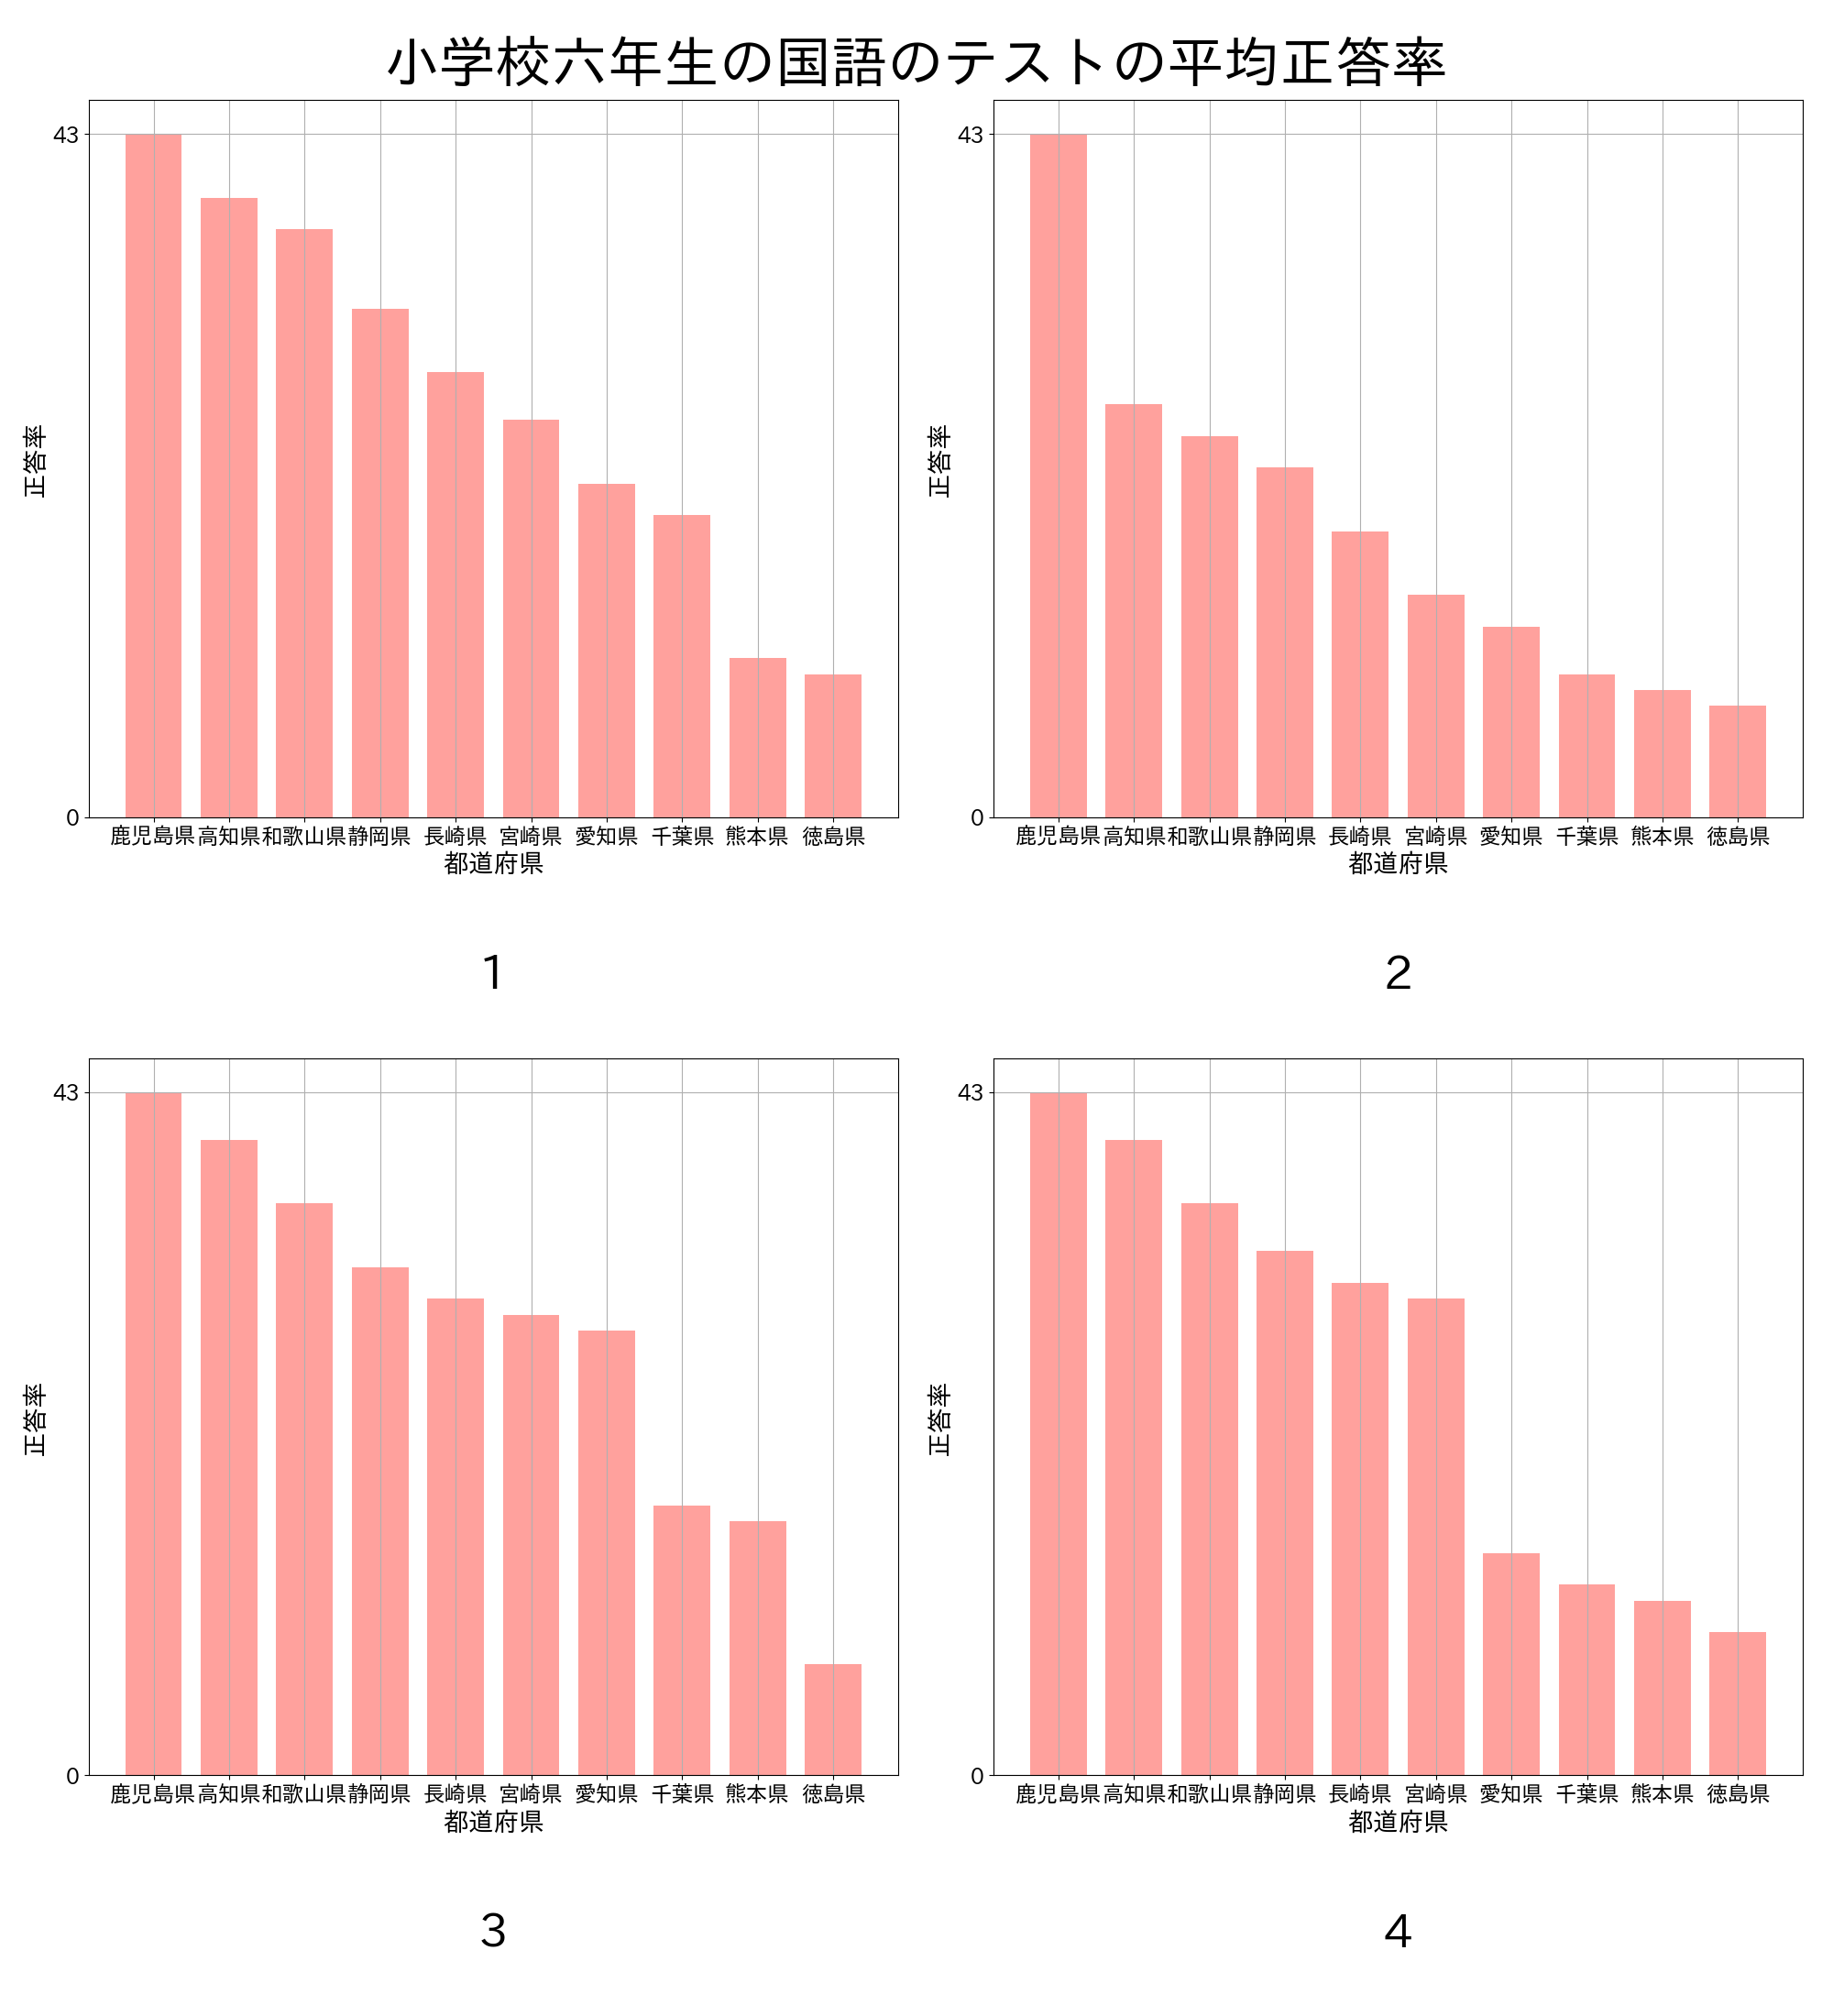 小学校六年生の国語のテストの平均正答率
43
0
正答率
鹿児島県 高知県 和歌山県 静岡県 長崎県 宮崎県 愛知県 千葉県 熊本県 徳島県
都道府県
1
43
0
正答率
鹿児島県 高知県 和歌山県 静岡県 長崎県 宮崎県 愛知県 千葉県 熊本県 徳島県
都道府県
2
43
0
正答率
鹿児島県 高知県 和歌山県 静岡県 長崎県 宮崎県 愛知県 千葉県 熊本県 徳島県
都道府県
3
43
0
正答率
鹿児島県 高知県 和歌山県 静岡県 長崎県 宮崎県 愛知県 千葉県 熊本県 徳島県
都道府県
4